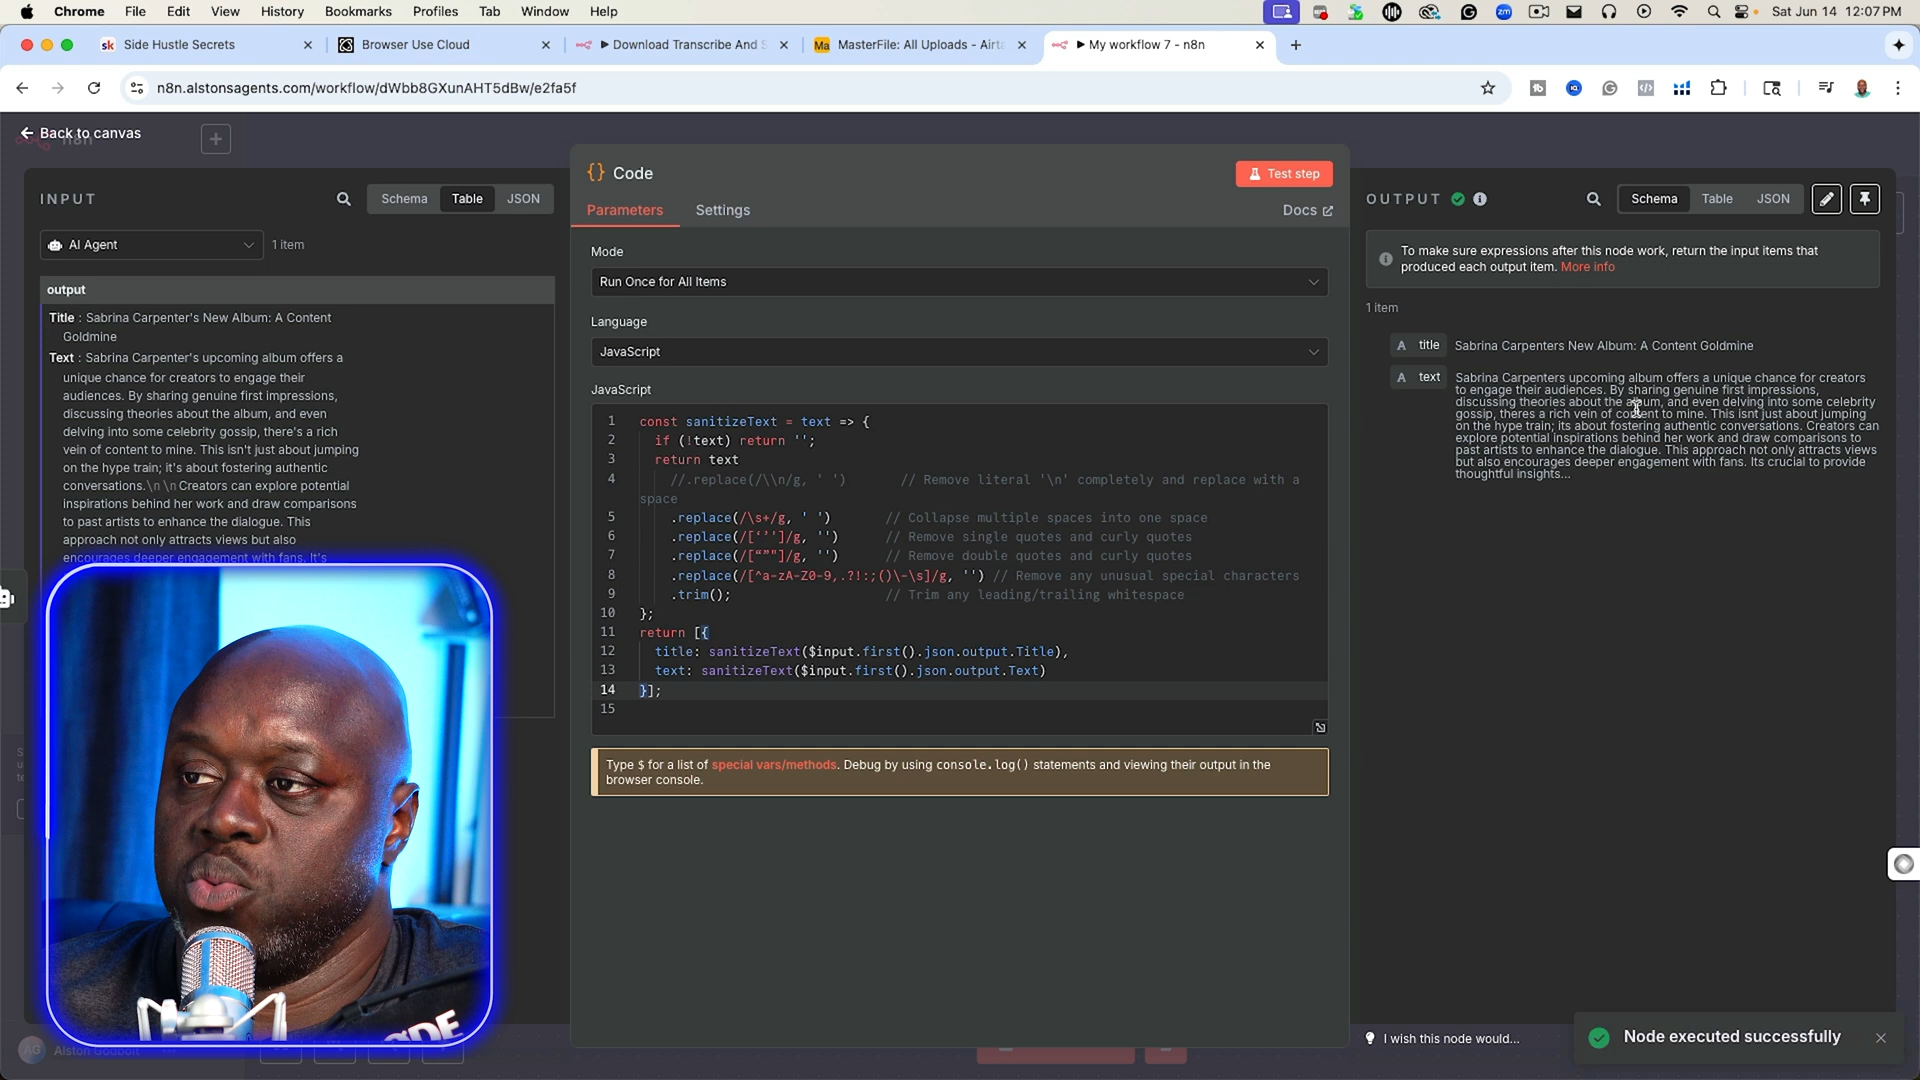 Chrome File Edit View History Bookmarks Profiles Tab Window Help
zm
Sat Jun 14 12:07 PM
sk Side Hustle Secrets
Browser Use Cloud
Download Transcribe And S
Ma MasterFile: All Uploads - Airta
My workflow 7 - n8n
n8n.alstonsagents.com/workflow/dWbb8GXunAHT5dBw/e2fa5f
Back to canvas
n8n
INPUT
Schema Table JSON
AI Agent
1 item
output
Title : Sabrina Carpenter's New Album: A Content
Goldmine
Text : Sabrina Carpenter's upcoming album offers a
unique chance for creators to engage their
audiences. By sharing genuine first impressions,
discussing theories about the album, and even
delving into some celebrity gossip, there's a rich
vein of content to mine. This isn't just about jumping
on the hype train; it's about fostering authentic
conversations.\n\nCreators can explore potential
inspirations behind her work and draw comparisons
to past artists to enhance the dialogue. This
approach not only attracts views but also
encourages deeper engagement with fans. It's
Code
Test step
Parameters Settings Docs
Mode
Run Once for All Items
Language
JavaScript
JavaScript
1 const sanitizeText = text => {
2 if (!text) return '';
3 return text
4 //.replace(/\\n/g, ' ') // Remove literal '\n' completely and replace with a
space
5 .replace(/\s+/g, ' ') // Collapse multiple spaces into one space
6 .replace(/[‘’']/g, '') // Remove single quotes and curly quotes
7 .replace(/[“”"]/g, '') // Remove double quotes and curly quotes
8 .replace(/[^a-zA-Z0-9,.?!:;()\-\s]/g, '') // Remove any unusual special characters
9 .trim(); // Trim any leading/trailing whitespace
10 };
11 return [{
12 title: sanitizeText($input.first().json.output.Title),
13 text: sanitizeText($input.first().json.output.Text)
14 }];
15
Type $ for a list of special vars/methods. Debug by using console.log() statements and viewing their output in the
browser console.
OUTPUT
Schema Table JSON
To make sure expressions after this node work, return the input items that
produced each output item. More info
1 item
A title Sabrina Carpenters New Album: A Content Goldmine
A text Sabrina Carpenters upcoming album offers a unique chance for creators
to engage their audiences. By sharing genuine first impressions,
discussing theories about the album, and even delving into some celebrity
gossip, theres a rich vein of content to mine. This isnt just about jumping
on the hype train; its about fostering authentic conversations. Creators can
explore potential inspirations behind her work and draw comparisons to
past artists to enhance the dialogue. This approach not only attracts views
but also encourages deeper engagement with fans. Its crucial to provide
thoughtful insights...
I wish this node would...
Node executed successfully
AG Alston Godbolt